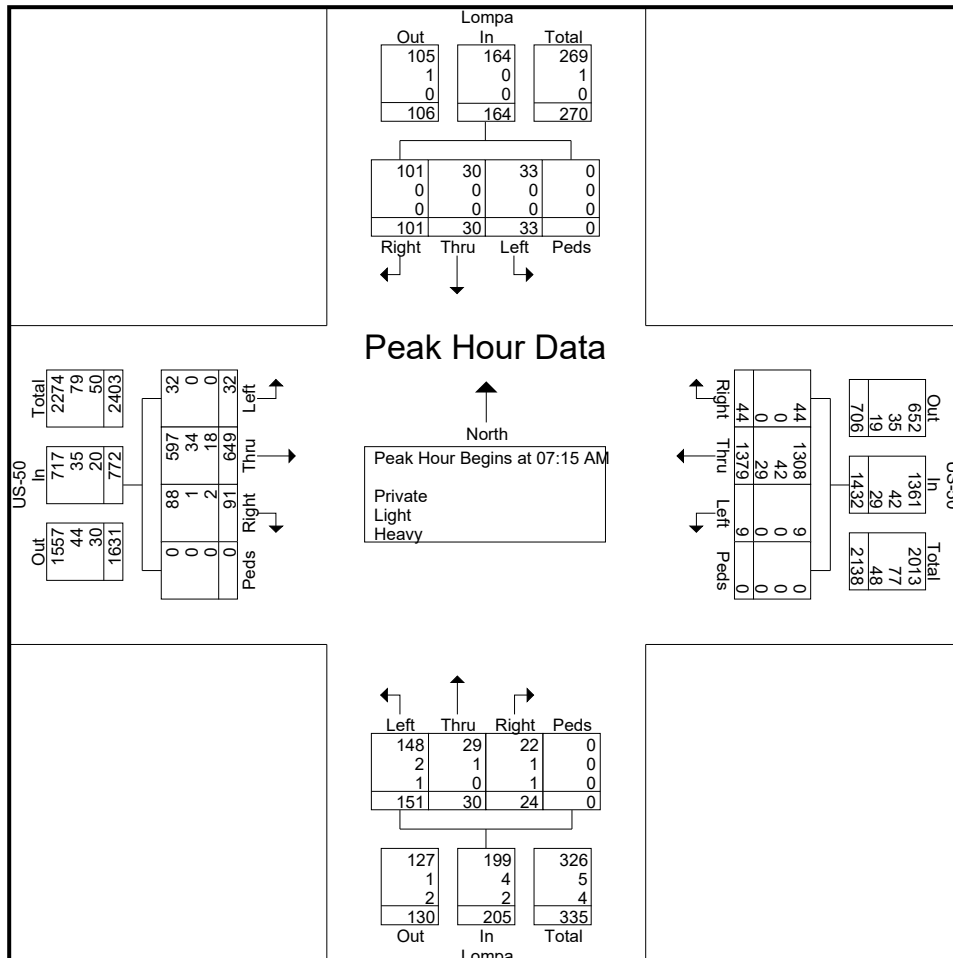 Lompa
Out In Total
105 164 269
1 0 1
0 0 0
106 164 270
101 30 33 0
0 0 0 0
0 0 0 0
101 30 33 0
Right Thru Left Peds
Peak Hour Data
North
Peak Hour Begins at 07:15 AM
Private
Light
Heavy
US-50
Out In Total
1557 717 2274
44 35 79
30 20 50
1631 772 2403
32 597 88 0
0 34 1 0
0 18 2 0
32 649 91 0
Left Thru Right Peds
US-50
Out In Total
652 1361 2013
35 42 77
19 29 48
706 1432 2138
44 1308 9 0
0 42 0 0
0 29 0 0
44 1379 9 0
Right Thru Left Peds
Left Thru Right Peds
148 29 22 0
2 1 1 0
1 0 1 0
151 30 24 0
127 199 326
1 4 5
2 2 4
130 205 335
Out In Total
Lompa